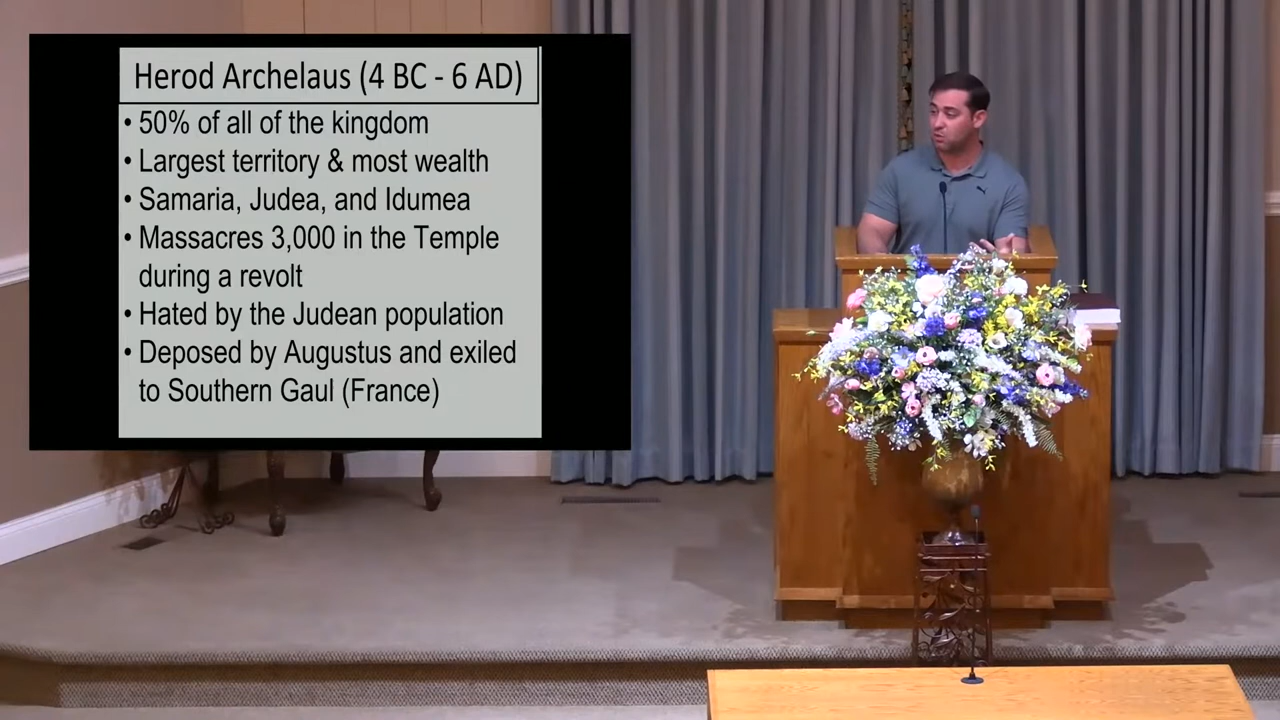 Herod Archelaus (4 BC - 6 AD)
• 50% of all of the kingdom
• Largest territory & most wealth
• Samaria, Judea, and Idumea
• Massacres 3,000 in the Temple
during a revolt
• Hated by the Judean population
• Deposed by Augustus and exiled
to Southern Gaul (France)